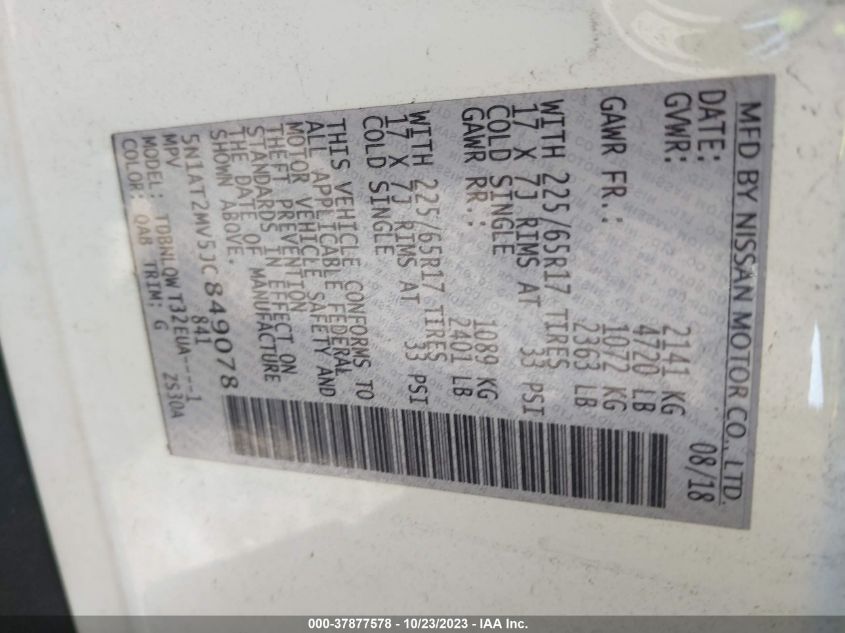 MFD BY NISSAN MOTOR CO., LTD.
DATE: 08/18
GVWR: 2141 KG
4720 LB
GAWR FR.: 1072 KG
2363 LB
WITH 225/65R17 TIRES
17 X 7J RIMS AT 33 PSI
COLD SINGLE
GAWR RR.: 1089 KG
2401 LB
WITH 225/65R17 TIRES
17 X 7J RIMS AT 33 PSI
COLD SINGLE
THIS VEHICLE CONFORMS TO
ALL APPLICABLE FEDERAL
MOTOR VEHICLE SAFETY AND
THEFT PREVENTION
STANDARDS IN EFFECT ON
THE DATE OF MANUFACTURE
SHOWN ABOVE.
5N1AT2MV5JC849078
MPV 841
MODEL: TDBNLQWT32EUA----1
COLOR: QAB TRIM: G ZS30A
000-37877578 - 10/23/2023 - IAA Inc.